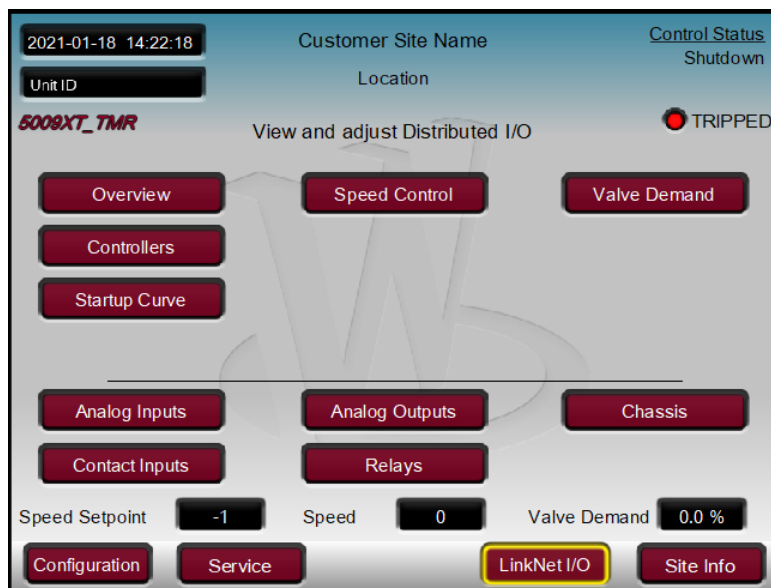 2021-01-18 14:22:18
Customer Site Name
Control Status
Shutdown
Unit ID
Location
5009XT_TMR
View and adjust Distributed I/O
TRIPPED
Overview
Speed Control
Valve Demand
Controllers
Startup Curve
Analog Inputs
Analog Outputs
Chassis
Contact Inputs
Relays
Speed Setpoint -1 Speed 0 Valve Demand 0.0 %
Configuration
Service
LinkNet I/O
Site Info